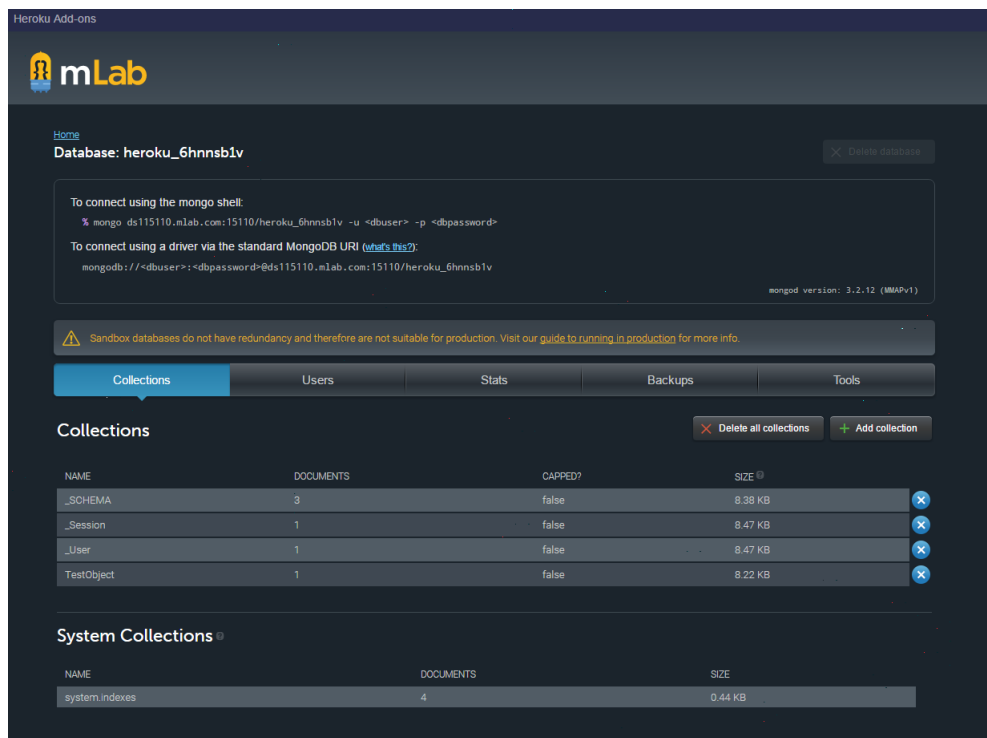 Heroku Add-ons
mLab
Home
Database: heroku_6hnnsb1v
Delete database
To connect using the mongo shell:
% mongo ds115110.mlab.com:15110/heroku_6hnnsb1v -u <dbuser> -p <dbpassword>
To connect using a driver via the standard MongoDB URI (what's this?):
mongodb://<dbuser>:<dbpassword>@ds115110.mlab.com:15110/heroku_6hnnsb1v
mongod version: 3.2.12 (MMAPv1)
Sandbox databases do not have redundancy and therefore are not suitable for production. Visit our guide to running in production for more info.
Collections Users Stats Backups Tools
Collections Delete all collections Add collection
NAME DOCUMENTS CAPPED? SIZE
_SCHEMA 3 false 8.38 KB
_Session 1 false 8.47 KB
_User 1 false 8.47 KB
TestObject 1 false 8.22 KB
System Collections
NAME DOCUMENTS SIZE
system.indexes 4 0.44 KB